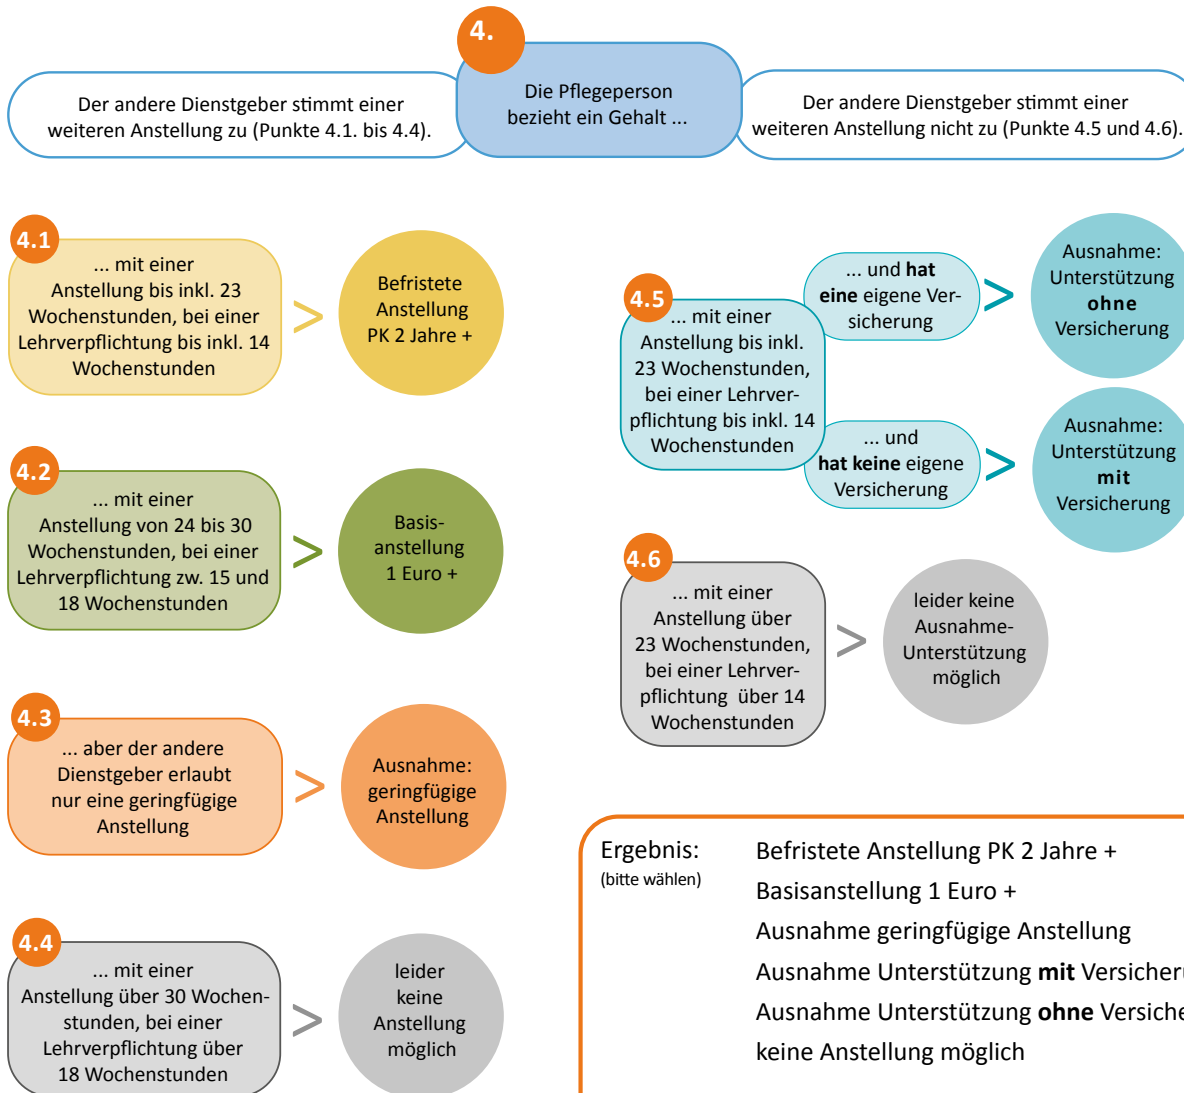 4.
Die Pflegeperson
bezieht ein Gehalt ...
Der andere Dienstgeber stimmt einer
weiteren Anstellung zu (Punkte 4.1. bis 4.4).
Der andere Dienstgeber stimmt einer
weiteren Anstellung nicht zu (Punkte 4.5 und 4.6).
4.1
... mit einer
Anstellung bis inkl. 23
Wochenstunden, bei einer
Lehrverpflichtung bis inkl. 14
Wochenstunden
>
Befristete
Anstellung
PK 2 Jahre +
4.2
... mit einer
Anstellung von 24 bis 30
Wochenstunden, bei einer
Lehrverpflichtung zw. 15 und
18 Wochenstunden
>
Basis-
anstellung
1 Euro +
4.3
... aber der andere
Dienstgeber erlaubt
nur eine geringfügige
Anstellung
>
Ausnahme:
geringfügige
Anstellung
4.4
... mit einer
Anstellung über 30 Wochen-
stunden, bei einer
Lehrverpflichtung über
18 Wochenstunden
>
leider
keine
Anstellung
möglich
4.5
... mit einer
Anstellung bis inkl.
23 Wochenstunden,
bei einer Lehrver-
pflichtung bis inkl. 14
Wochenstunden
... und hat
eine eigene Ver-
sicherung
>
Ausnahme:
Unterstützung
ohne
Versicherung
... und
hat keine eigene
Versicherung
>
Ausnahme:
Unterstützung
mit
Versicherung
4.6
... mit einer
Anstellung über
23 Wochenstunden,
bei einer Lehrver-
pflichtung über 14
Wochenstunden
>
leider keine
Ausnahme-
Unterstützung
möglich
Ergebnis:
(bitte wählen)
Befristete Anstellung PK 2 Jahre +
Basisanstellung 1 Euro +
Ausnahme geringfügige Anstellung
Ausnahme Unterstützung mit
Ausnahme Unterstützung ohne
keine Anstellung möglich